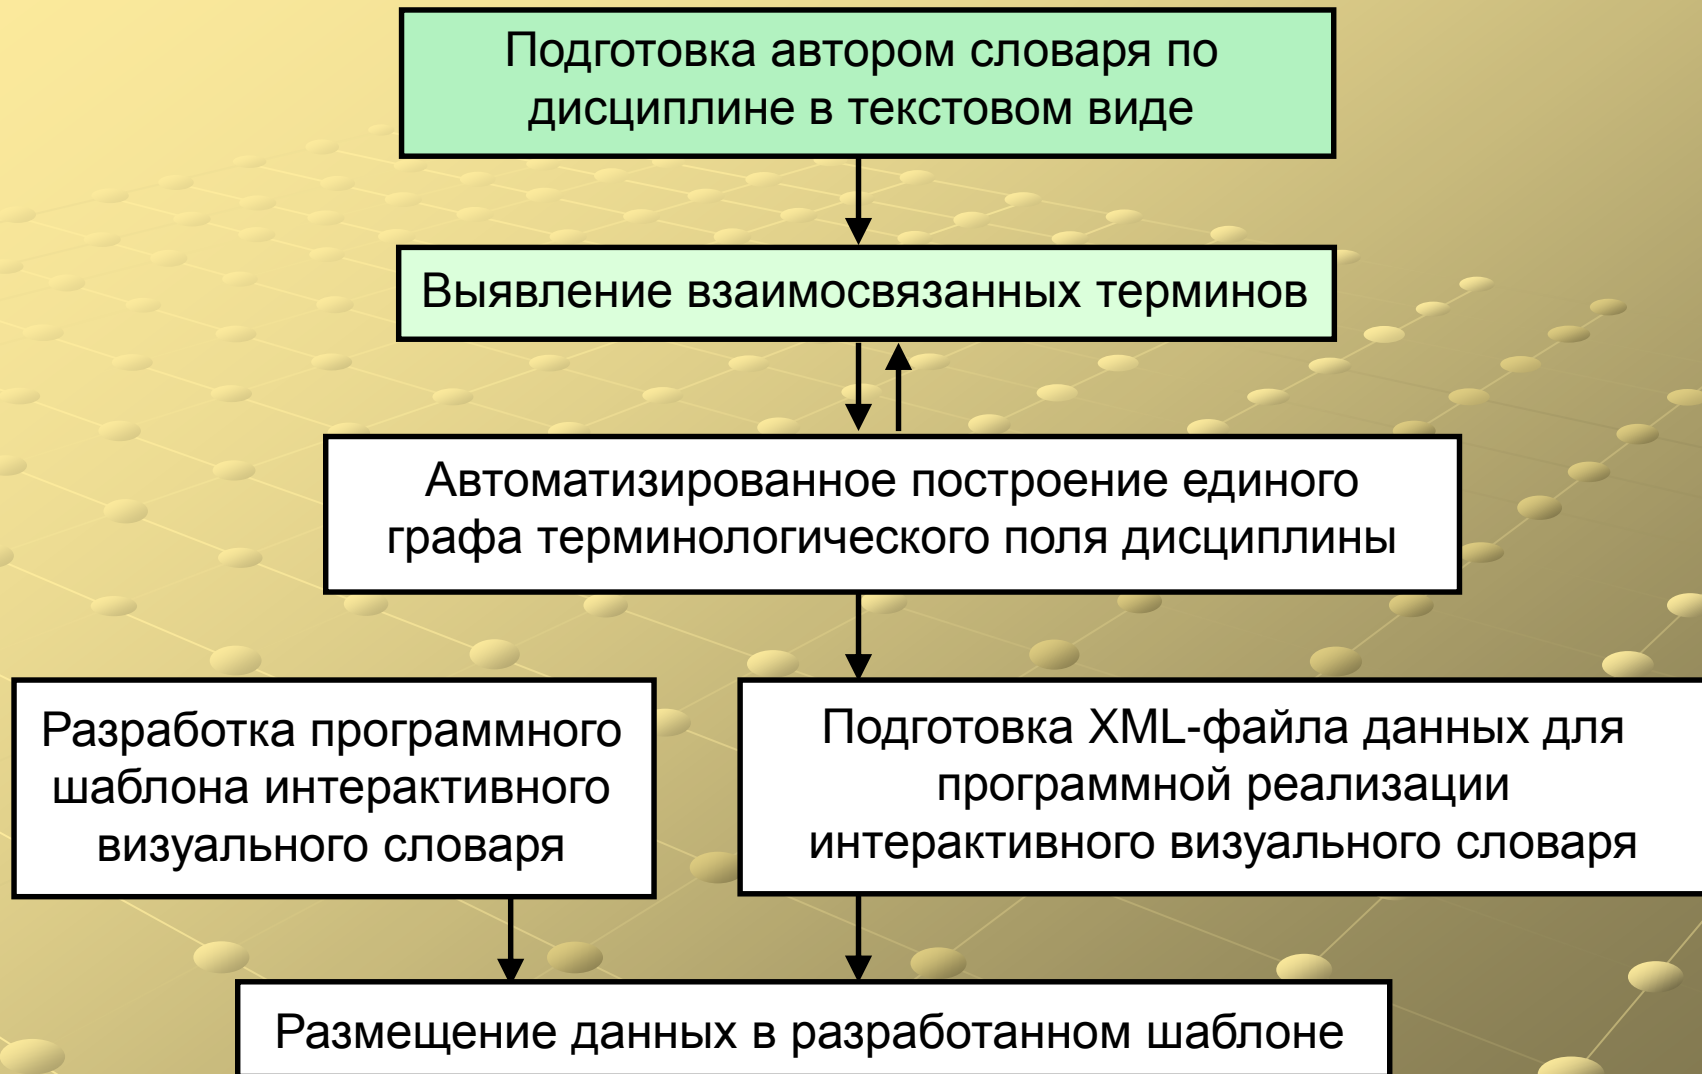 Подготовка автором словаря по
дисциплине в текстовом виде
Выявление взаимосвязанных терминов
Автоматизированное построение единого
графа терминологического поля дисциплины
Разработка программного
шаблона интерактивного
визуального словаря
Подготовка XML-файла данных для
программной реализации
интерактивного визуального словаря
Размещение данных в разработанном шаблоне